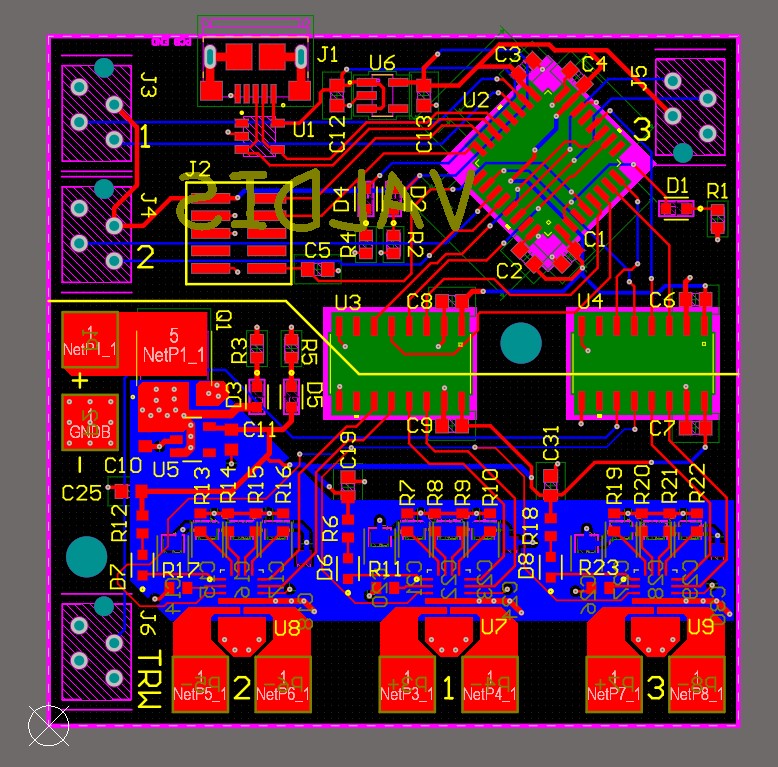 J1
J3
U6
C3
C4
J5
U2
U1
C12
C13
1
3
J2
J4
VALDIS
D4
D2
D1
R1
R4
R2
C5
C1
C2
2
U3
C8
U4
C6
Q1
1
NetP1_1
5
NetP1_1
R3
R5
+
D3
D5
GNDB
C11
C9
C7
U5
C10
C25
C19
C31
R13
R14
R15
R16
R7
R8
R9
R10
R19
R20
R21
R22
R12
R6
R18
D7
R17
D6
R11
D8
R23
J6
TRW
U8
U7
U9
1
NetP5_1
2
1
NetP6_1
1
NetP3_1
1
1
NetP4_1
1
NetP7_1
3
1
NetP8_1